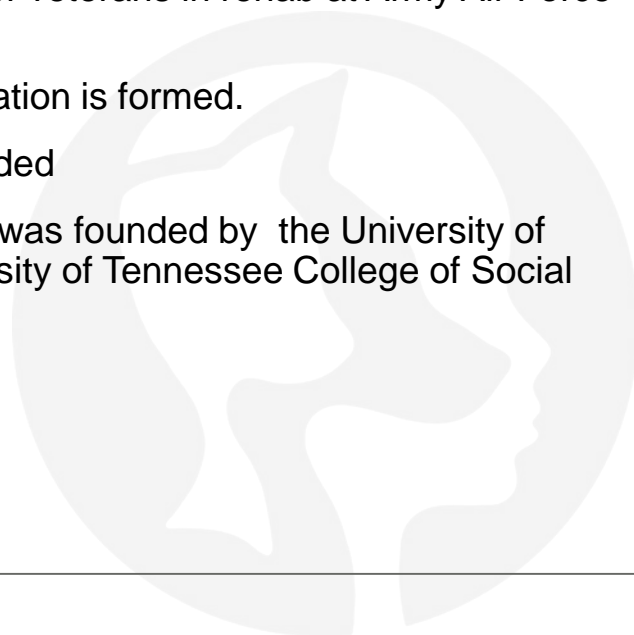 Veterans in rehab at Army Air Force
ation is formed.
ded
was founded by the University of
sity of Tennessee College of Social